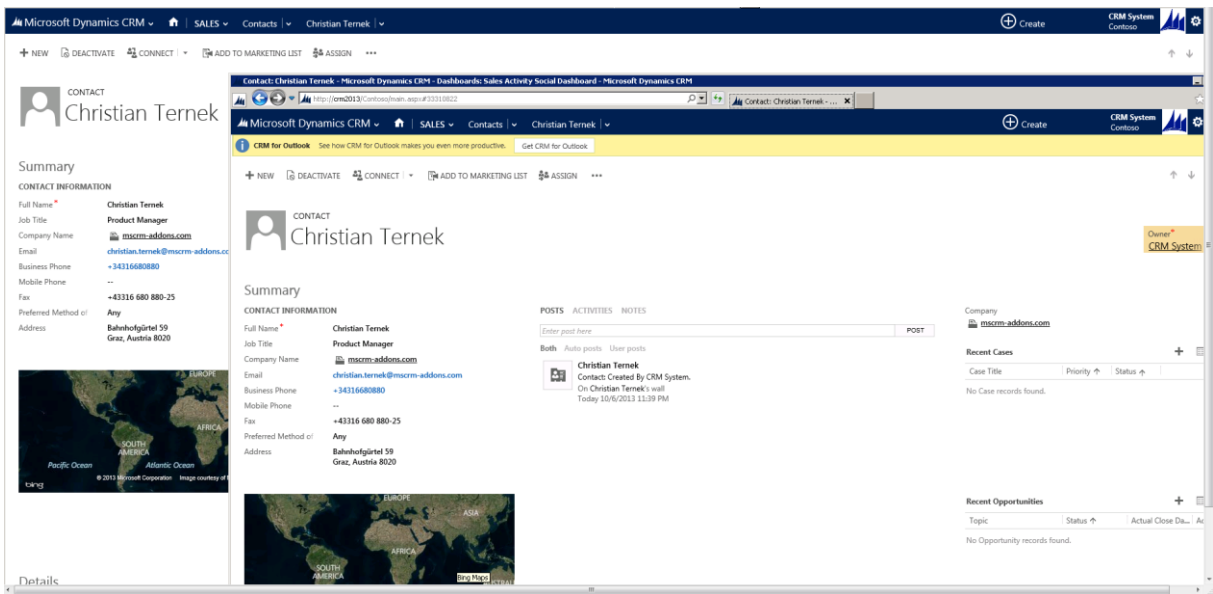 Microsoft Dynamics CRM SALES Contacts Christian Ternek Create CRM System
Contoso
NEW DEACTIVATE CONNECT ADD TO MARKETING LIST ASSIGN •••
CONTACT
Christian Ternek
Summary
CONTACT INFORMATION
Full Name* Christian Ternek
Job Title Product Manager
Company Name mscrm-addons.com
Email christian.ternek@mscrm-addons.cc
Business Phone +34316680880
Mobile Phone --
Fax +43316 680 880-25
Preferred Method of Any
Address Bahnhofgürtel 59
Graz, Austria 8020
EUROPE
AFRICA
SOUTH
AMERICA
Pacific Ocean Atlantic Ocean
© 2013 Microsoft Corporation Image courtesy of
bing
Details
Contact: Christian Ternek - Microsoft Dynamics CRM - Dashboards: Sales Activity Social Dashboard - Microsoft Dynamics CRM
http://crm2013/Contoso/main.aspx#33310822 Contact: Christian Ternek - ...
Microsoft Dynamics CRM SALES Contacts Christian Ternek Create CRM System
Contoso
CRM for Outlook See how CRM for Outlook makes you even more productive. Get CRM for Outlook
NEW DEACTIVATE CONNECT ADD TO MARKETING LIST ASSIGN •••
CONTACT
Christian Ternek
Owner*
CRM System
Summary
CONTACT INFORMATION
Full Name* Christian Ternek
Job Title Product Manager
Company Name mscrm-addons.com
Email christian.ternek@mscrm-addons.com
Business Phone +34316680880
Mobile Phone --
Fax +43316 680 880-25
Preferred Method of Any
Address Bahnhofgürtel 59
Graz, Austria 8020
EUROPE
ASIA
AFRICA
SOUTH
AMERICA
Bing Maps
POSTS ACTIVITIES NOTES
Enter post here POST
Both Auto posts User posts
Christian Ternek
Contact: Created By CRM System.
On Christian Ternek's wall
Today 10/6/2013 11:39 PM
Company
mscrm-addons.com
Recent Cases
Case Title Priority Status
No Case records found.
Recent Opportunities
Topic Status Actual Close Da... Ac
No Opportunity records found.